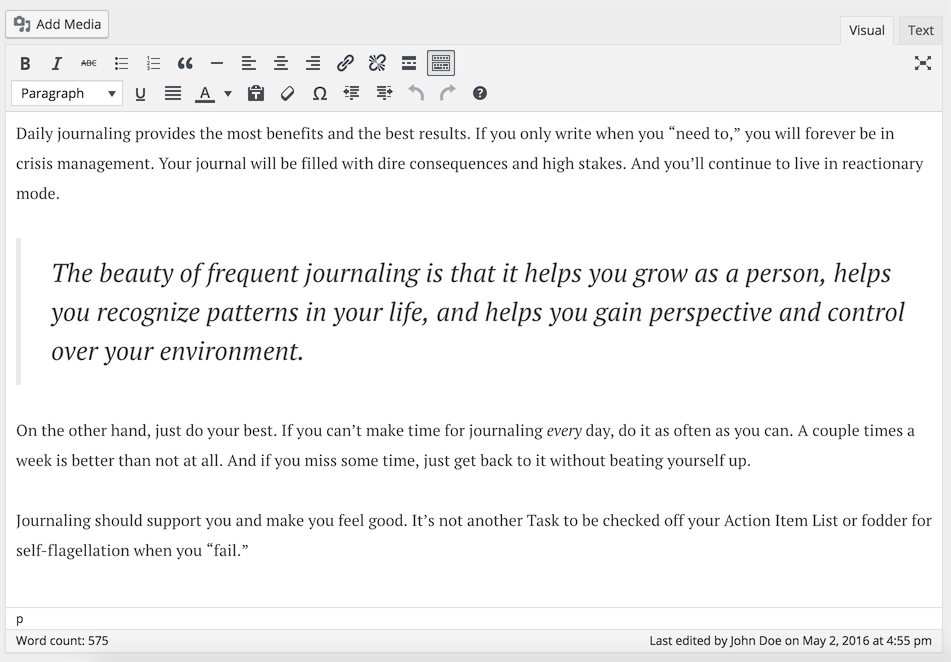 Add Media
Visual Text
B I ABC
Paragraph U A Ω ?
Daily journaling provides the most benefits and the best results. If you only write when you “need to,” you will forever be in
crisis management. Your journal will be filled with dire consequences and high stakes. And you’ll continue to live in reactionary
mode.
The beauty of frequent journaling is that it helps you grow as a person, helps
you recognize patterns in your life, and helps you gain perspective and control
over your environment.
On the other hand, just do your best. If you can’t make time for journaling every day, do it as often as you can. A couple times a
week is better than not at all. And if you miss some time, just get back to it without beating yourself up.
Journaling should support you and make you feel good. It’s not another Task to be checked off your Action Item List or fodder for
self-flagellation when you “fail.”
p
Word count: 575 Last edited by John Doe on May 2, 2016 at 4:55 pm